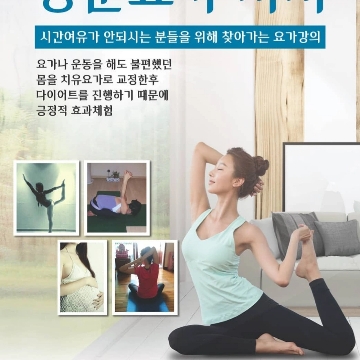 시간여유가 안되시는 분들을 위해 찾아가는 요가강의
요가나 운동을 해도 불편했던
몸을 치유요가로 교정한후
다이어트를 진행하기 때문에
긍정적 효과체험